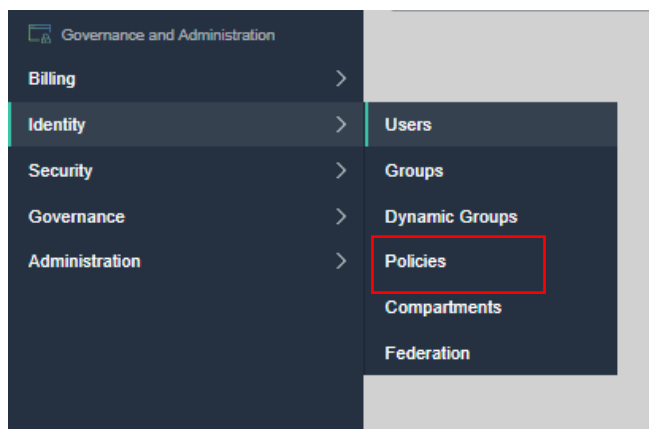 Governance and Administration
Billing
Identity
Security
Governance
Administration
Users
Groups
Dynamic Groups
Policies
Compartments
Federation